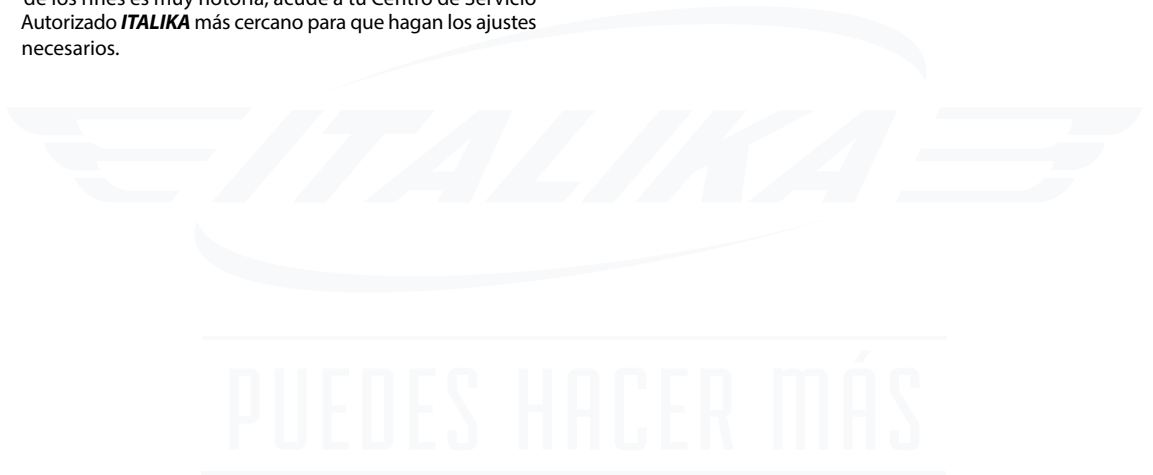 de los rines es muy notoria, acude a tu Centro de Servicio
Autorizado ITALIKA más cercano para que hagan los ajustes
necesarios.
ITALIKA
PUEDES HACER MÁS